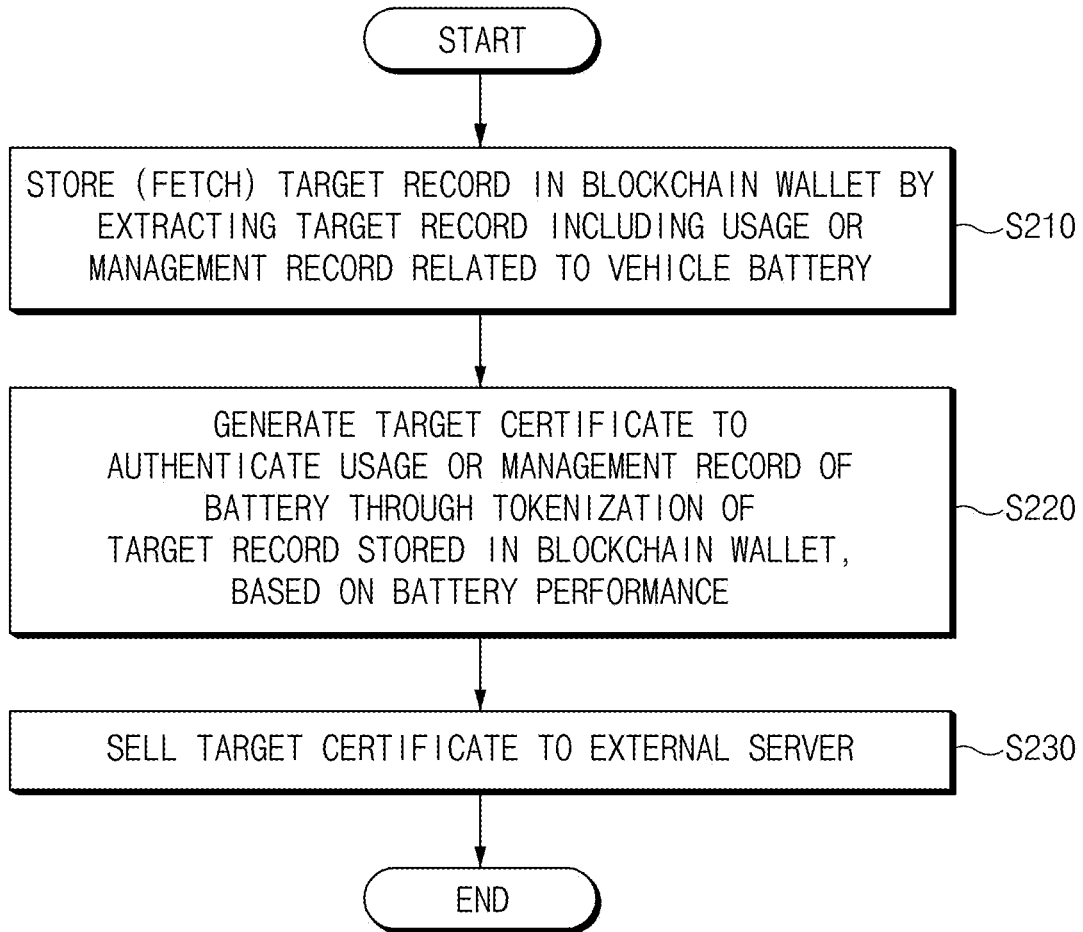 START
STORE (FETCH) TARGET RECORD IN BLOCKCHAIN WALLET BY
EXTRACTING TARGET RECORD INCLUDING USAGE OR
MANAGEMENT RECORD RELATED TO VEHICLE BATTERY
S210
GENERATE TARGET CERTIFICATE TO
AUTHENTICATE USAGE OR MANAGEMENT RECORD OF
BATTERY THROUGH TOKENIZATION OF
TARGET RECORD STORED IN BLOCKCHAIN WALLET,
BASED ON BATTERY PERFORMANCE
S220
SELL TARGET CERTIFICATE TO EXTERNAL SERVER
S230
END